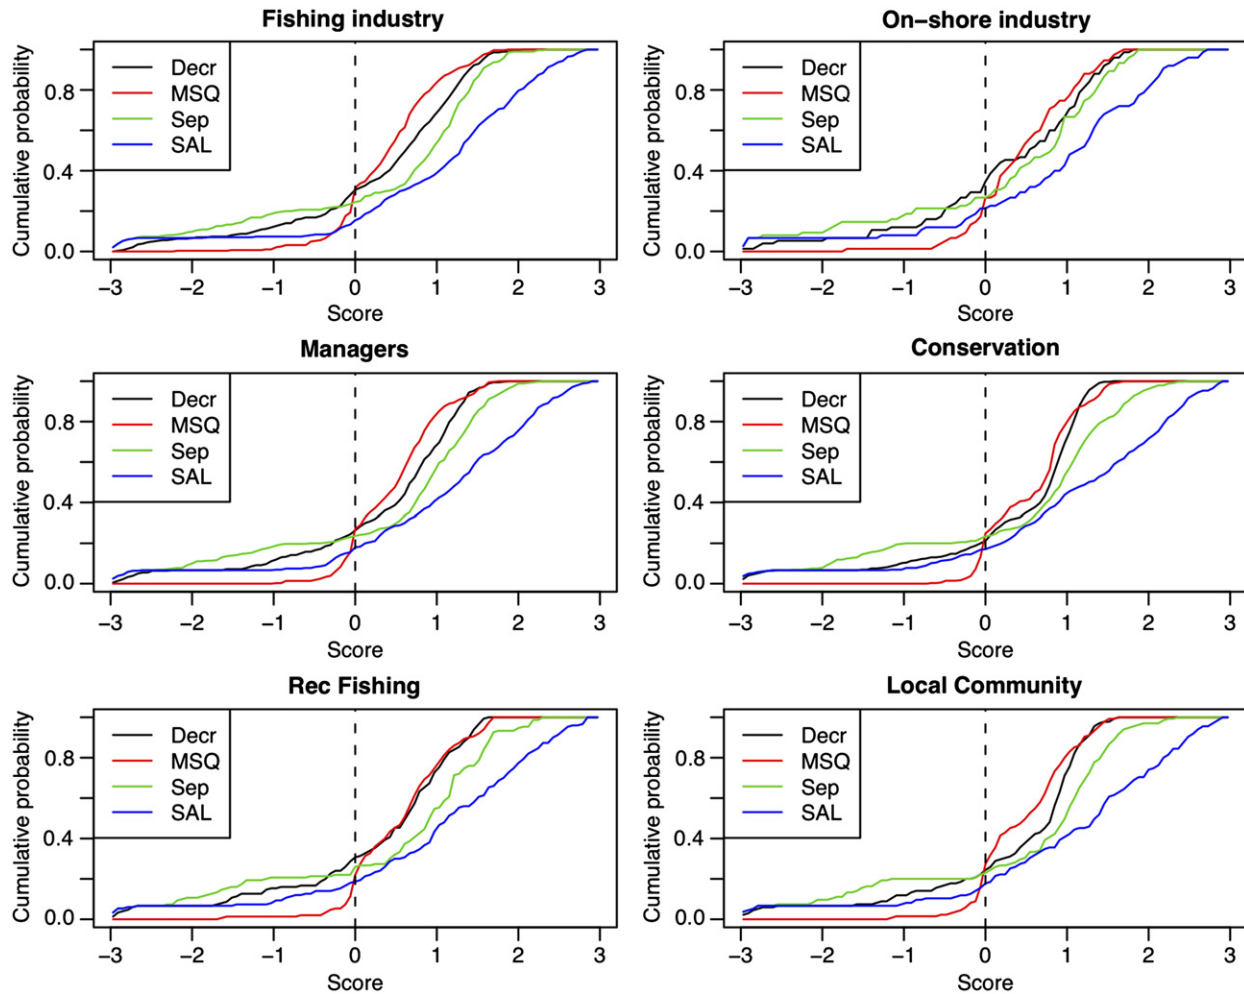 Fishing industry
Cumulative probability
0.0
0.4
0.8
Decr
MSQ
Sep
SAL
−3 −2 −1 0 1 2 3
Score
On−shore industry
Cumulative probability
0.0
0.4
0.8
Decr
MSQ
Sep
SAL
−3 −2 −1 0 1 2 3
Score
Managers
Cumulative probability
0.0
0.4
0.8
Decr
MSQ
Sep
SAL
−3 −2 −1 0 1 2 3
Score
Conservation
Cumulative probability
0.0
0.4
0.8
Decr
MSQ
Sep
SAL
−3 −2 −1 0 1 2 3
Score
Rec Fishing
Cumulative probability
0.0
0.4
0.8
Decr
MSQ
Sep
SAL
−3 −2 −1 0 1 2 3
Score
Local Community
Cumulative probability
0.0
0.4
0.8
Decr
MSQ
Sep
SAL
−3 −2 −1 0 1 2 3
Score